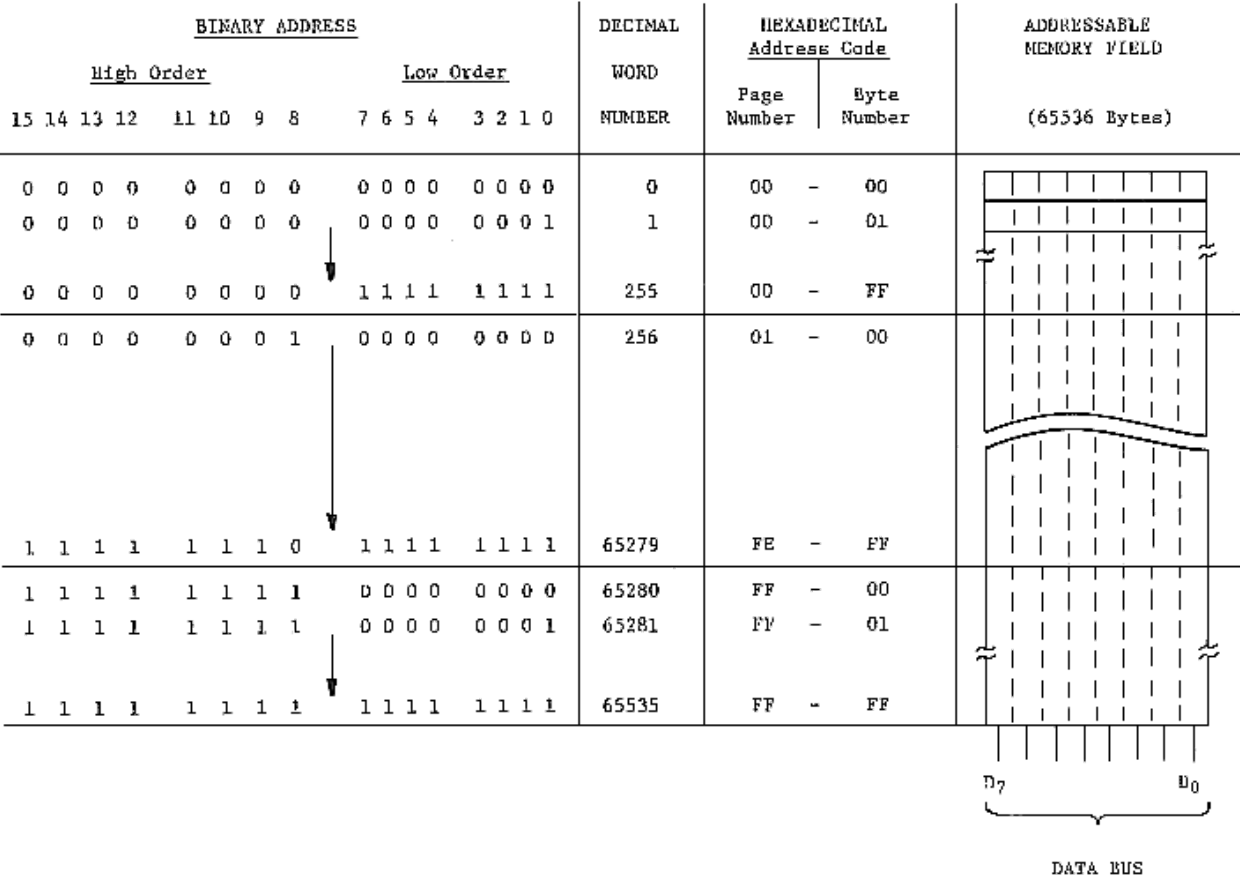 BINARY ADDRESS DECIMAL HEXADECIMAL ADDRESSABLE
Address Code MEMORY FIELD
High Order Low Order WORD
Page Byte
15 14 13 12 11 10 9 8 7 6 5 4 3 2 1 0 NUMBER Number Number (65536 Bytes)
0 0 0 0 0 0 0 0 0 0 0 0 0 0 0 0 0 00 - 00
0 0 0 0 0 0 0 0 0 0 0 0 0 0 0 1 1 00 - 01
0 0 0 0 0 0 0 0 1 1 1 1 1 1 1 1 255 00 - FF
0 0 0 0 0 0 0 1 0 0 0 0 0 0 0 0 256 01 - 00
1 1 1 1 1 1 1 0 1 1 1 1 1 1 1 1 65279 FE - FF
1 1 1 1 1 1 1 1 0 0 0 0 0 0 0 0 65280 FF - 00
1 1 1 1 1 1 1 1 0 0 0 0 0 0 0 1 65281 FF - 01
1 1 1 1 1 1 1 1 1 1 1 1 1 1 1 1 65535 FF - FF
D7 D0
DATA BUS